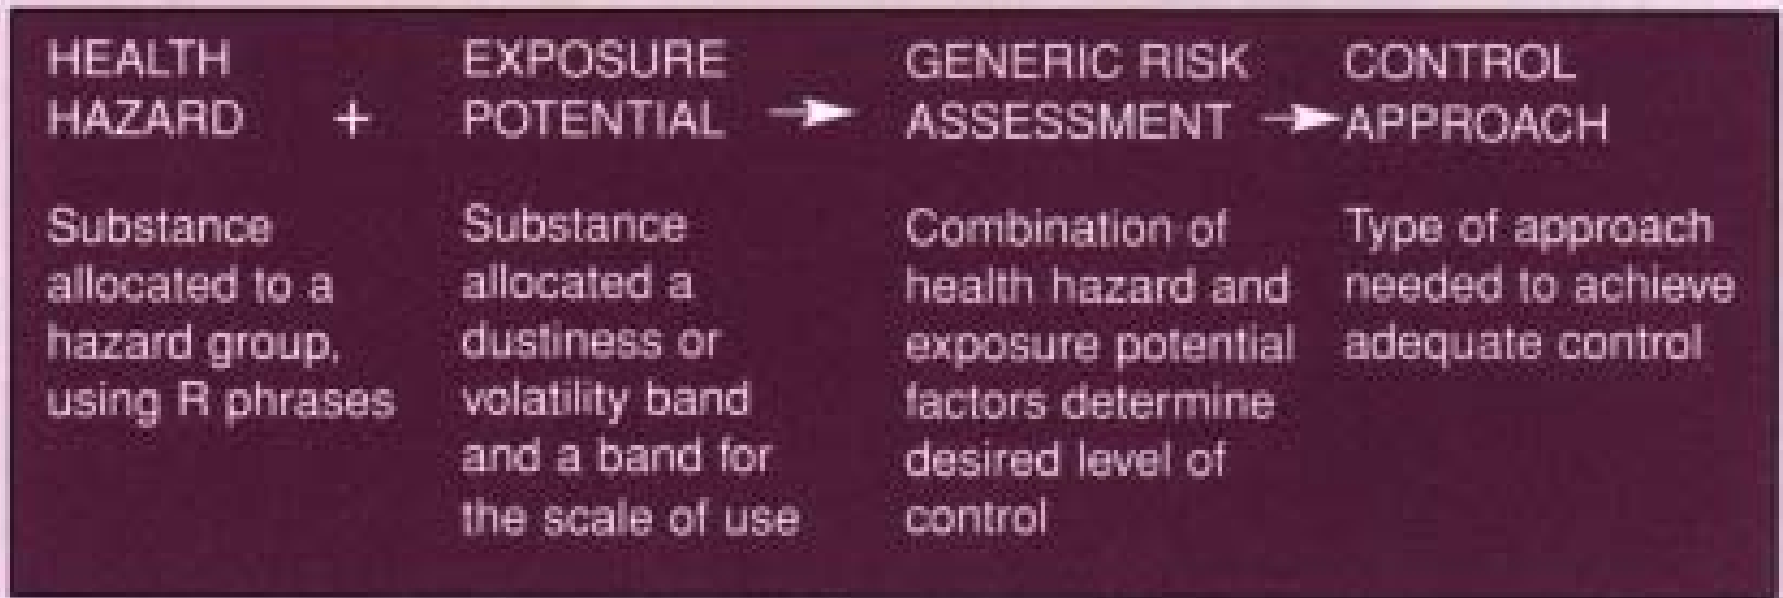 HEALTH
HAZARD +
EXPOSURE
POTENTIAL →
GENERIC RISK
ASSESSMENT →
CONTROL
APPROACH
Substance
allocated to a
hazard group,
using R phrases
Substance
allocated a
dustiness or
volatility band
and a band for
the scale of use
Combination of
health hazard and
exposure potential
factors determine
desired level of
control
Type of approach
needed to achieve
adequate control